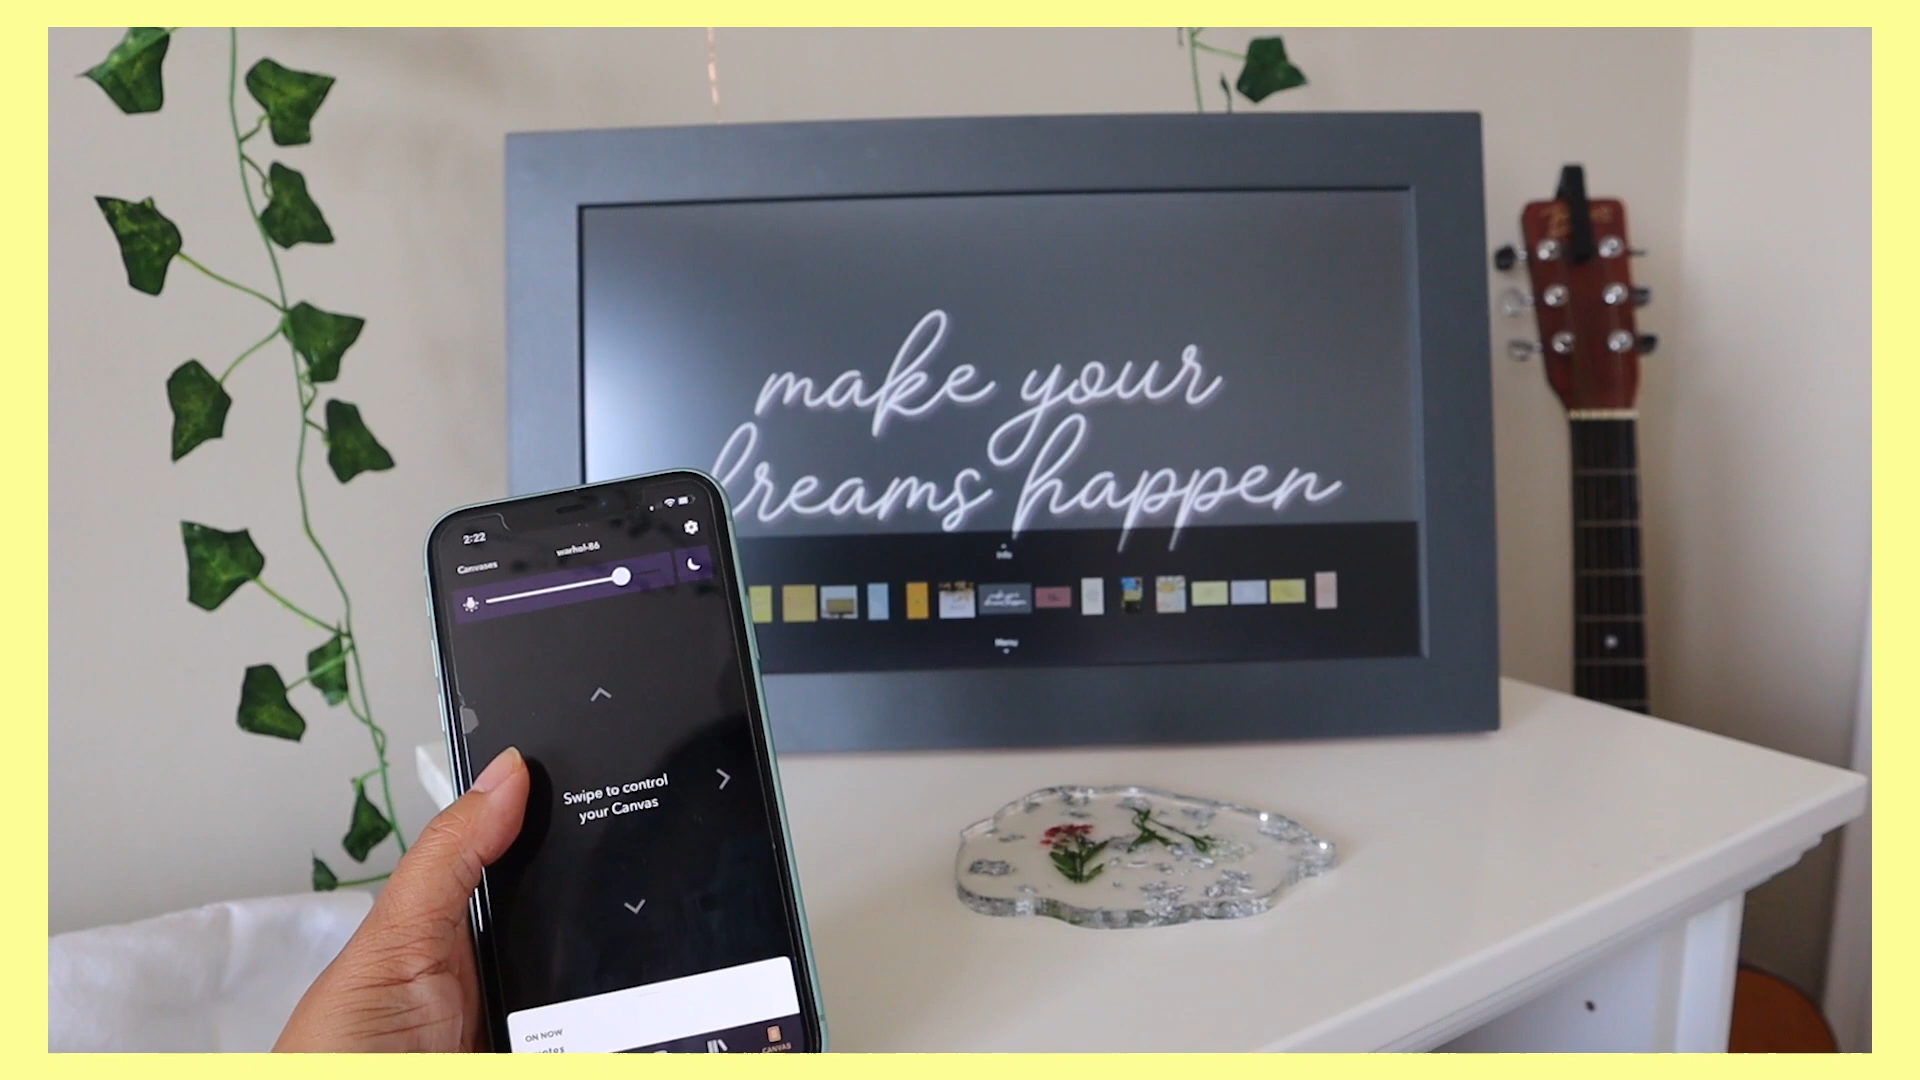 make your
dreams happen
Info
Menu
2:22
Canvases
warhol-86
Swipe to control
your Canvas
ON NOW
CANVAS